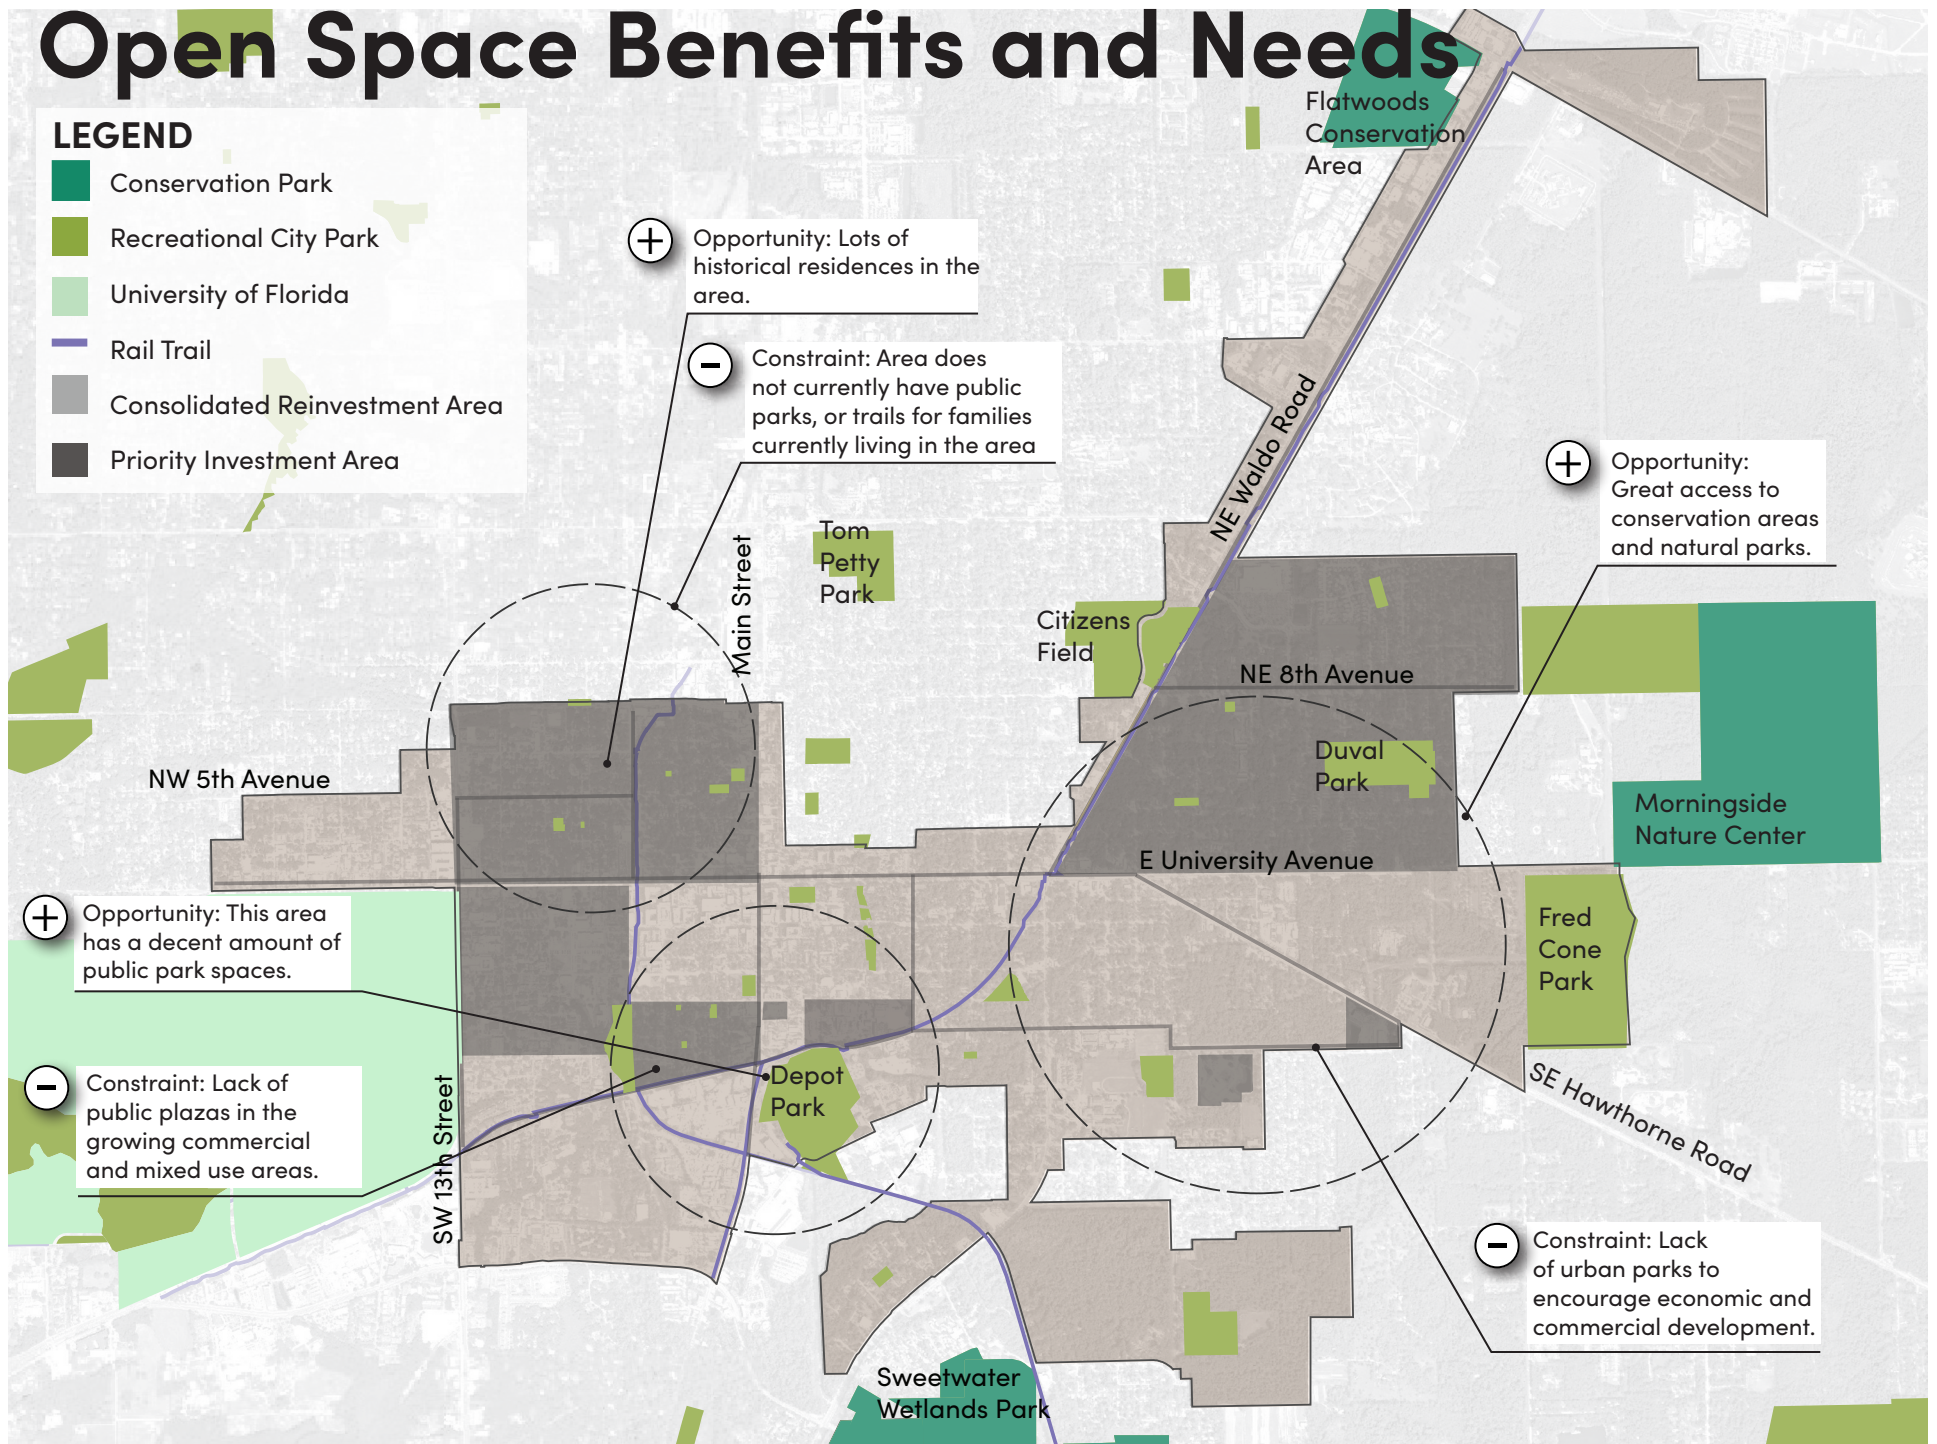 Open Space Benefits and Needs
LEGEND
Conservation Park
Recreational City Park
University of Florida
Rail Trail
Consolidated Reinvestment Area
Priority Investment Area
Flatwoods
Conservation
Area
+
Opportunity: Lots of
historical residences in the
area.
-
Constraint: Area does
not currently have public
parks, or trails for families
currently living in the area
NE Waldo Road
+
Opportunity:
Great access to
conservation areas
and natural parks.
Tom
Petty
Park
Main Street
Citizens
Field
NE 8th Avenue
Duval
Park
NW 5th Avenue
Morningside
Nature Center
E University Avenue
+
Opportunity: This area
has a decent amount of
public park spaces.
Fred
Cone
Park
-
Constraint: Lack of
public plazas in the
growing commercial
and mixed use areas.
SW 13th Street
Depot
Park
SE Hawthorne Road
-
Constraint: Lack
of urban parks to
encourage economic and
commercial development.
Sweetwater
Wetlands Park